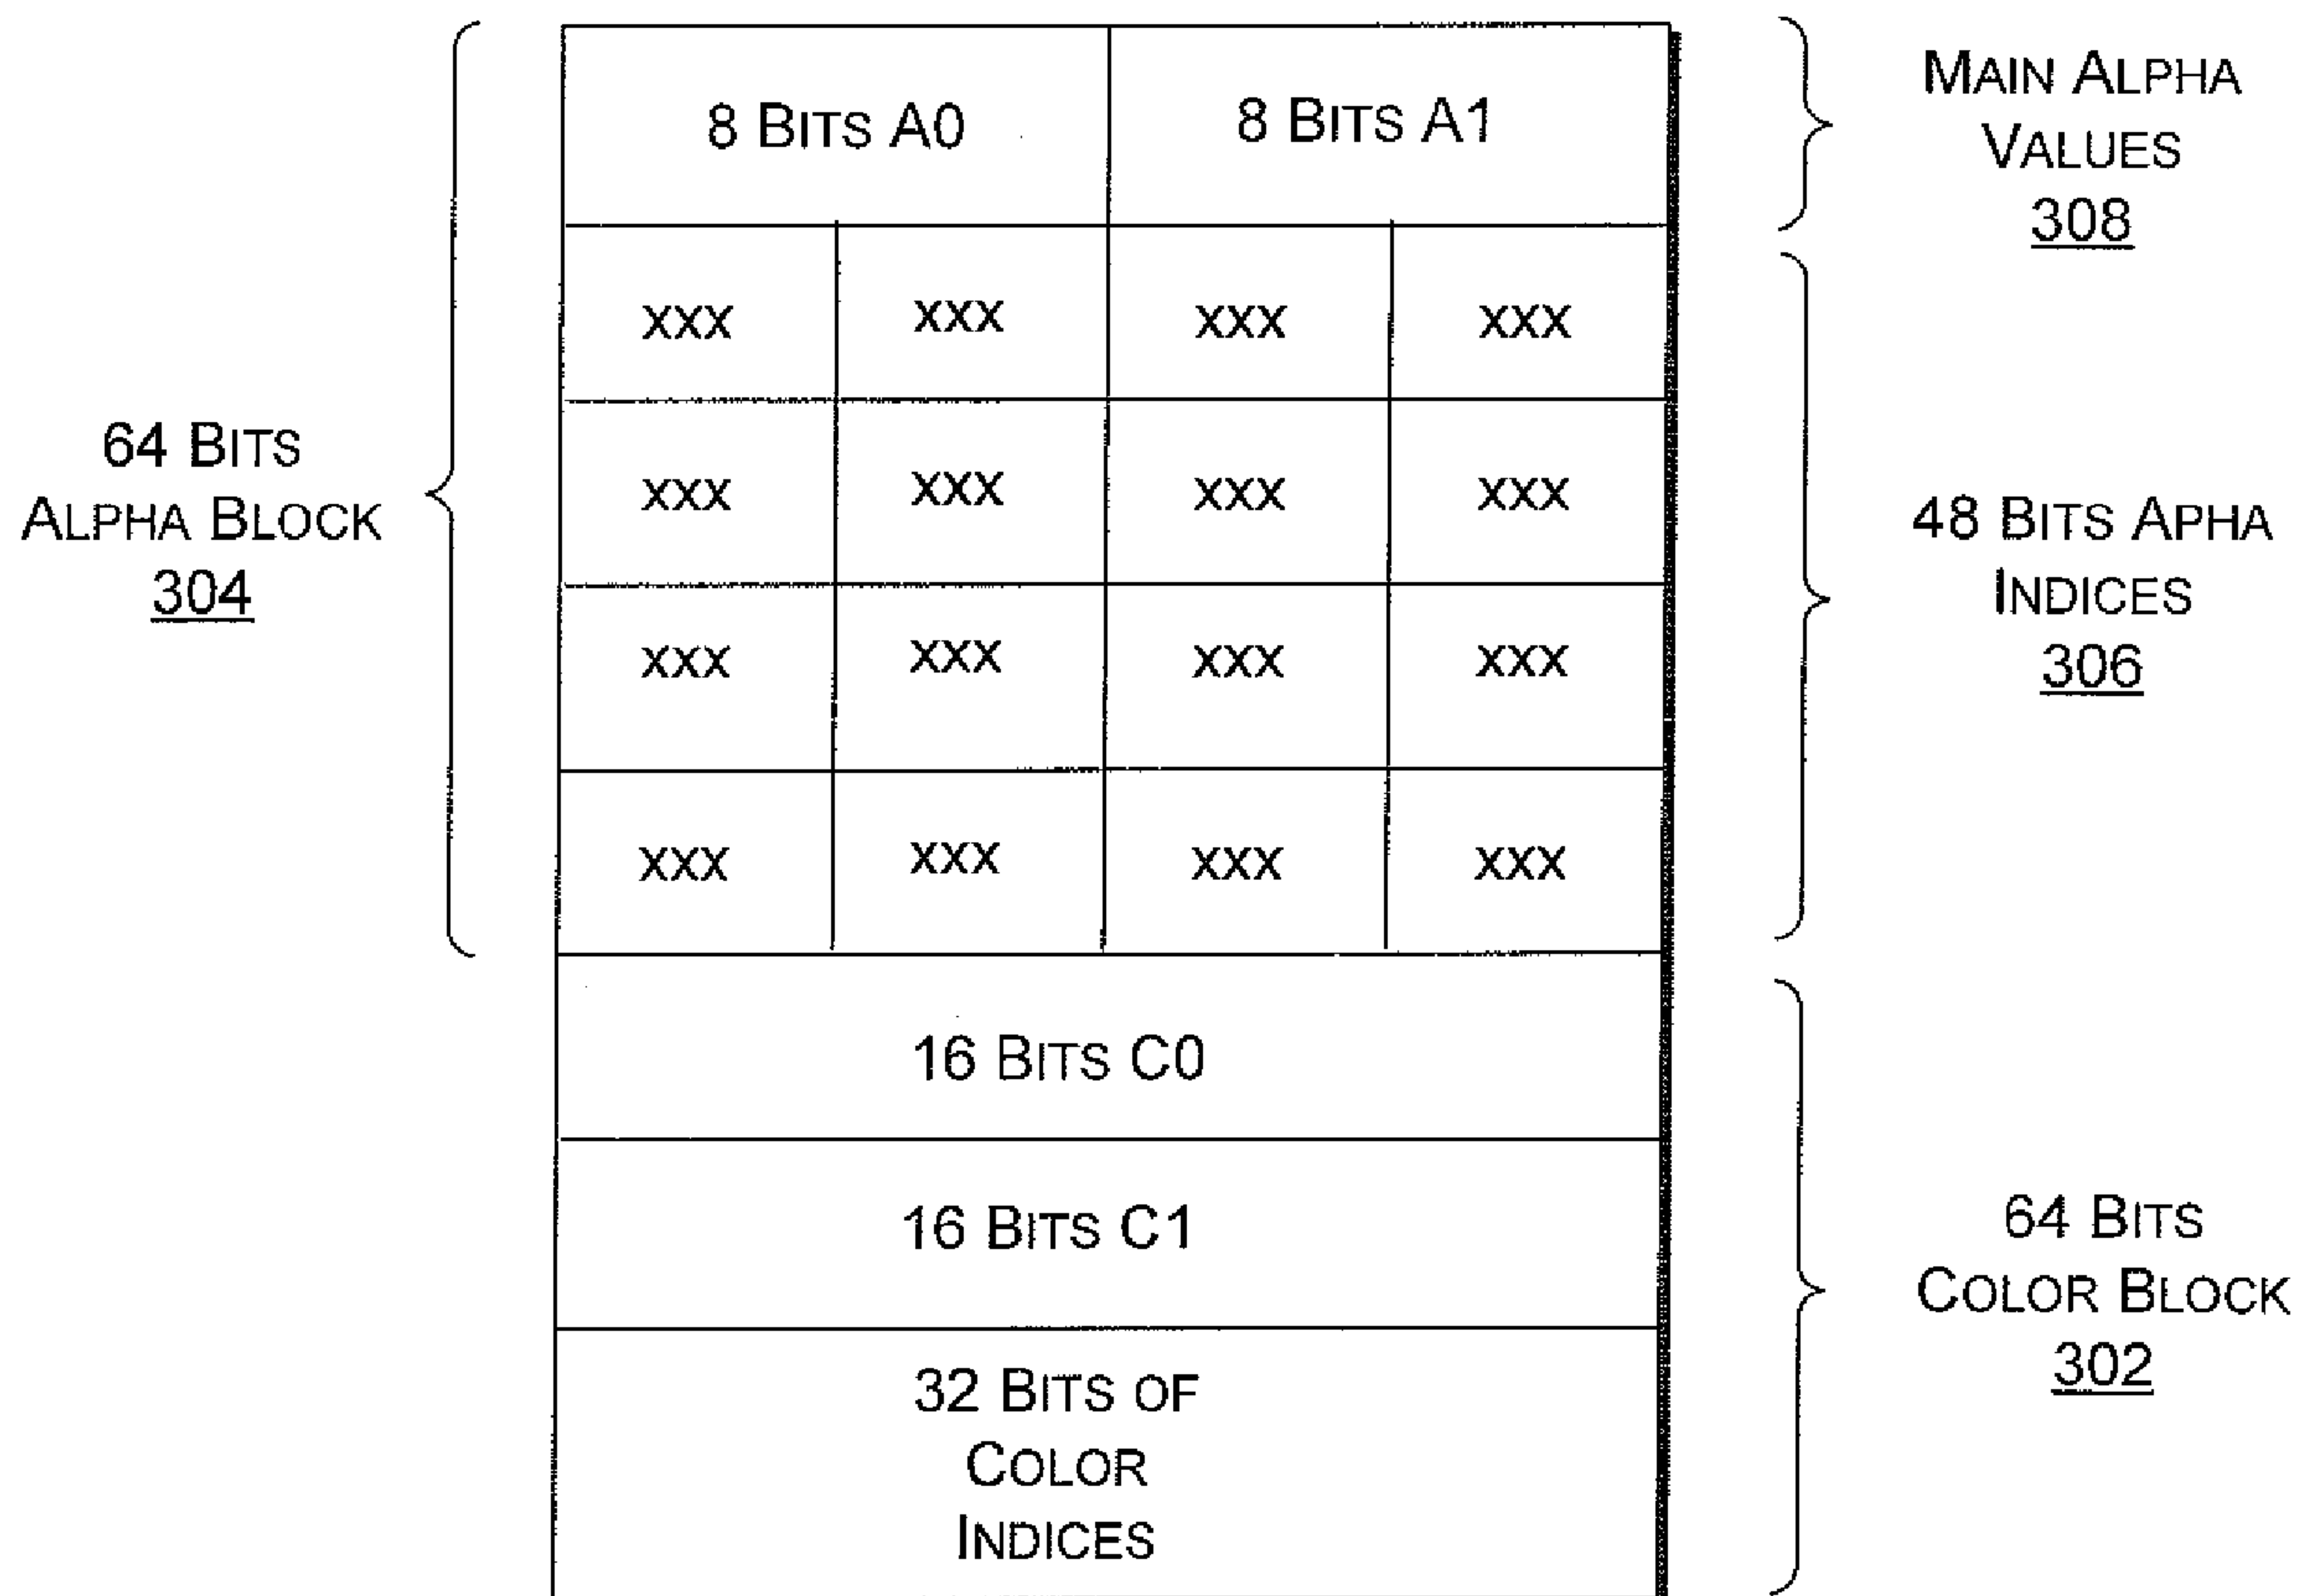 8 BITS A0 8 BITS A1
MAIN ALPHA
VALUES
308
xxx xxx xxx xxx
xxx xxx xxx xxx
xxx xxx xxx xxx
xxx xxx xxx xxx
64 BITS
ALPHA BLOCK
304
48 BITS APHA
INDICES
306
16 BITS C0
16 BITS C1
32 BITS OF
COLOR
INDICES
64 BITS
COLOR BLOCK
302